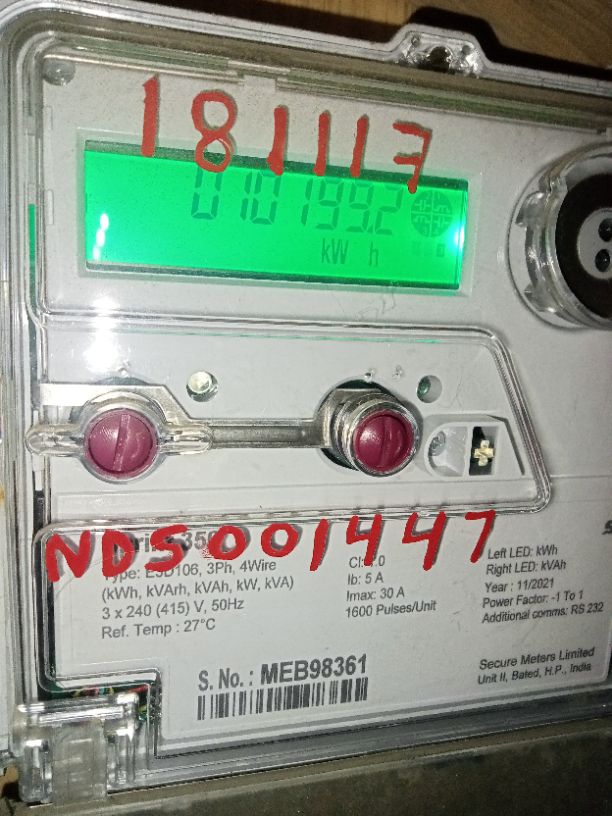 181117
010199.2
kW h
NDS001447
Type: E3D106, 3Ph, 4Wire
(kWh, kVArh, kVAh, kW, kVA)
3 x 240 (415) V, 50Hz
Ref. Temp : 27°C
Ib: 5 A
Imax: 30 A
1600 Pulses/Unit
Left LED: kWh
Right LED: kVAh
Year : 11/2021
Power Factor: -1 To 1
Additional comms: RS 232
S. No. : MEB98361
Secure Meters Limited
Unit II, Bated, H.P., India